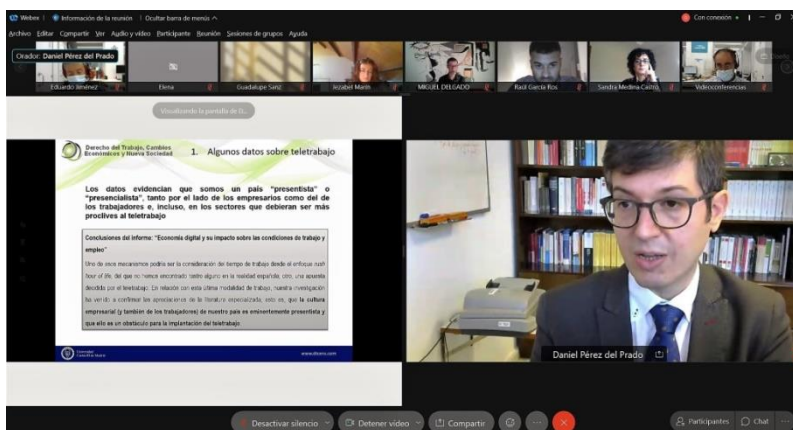 Webex
Información de la reunión
Ocultar barra de menús
Con conexión
Archivo Editar Compartir Ver Audio y vídeo Participante Reunión Sesiones de grupos Ayuda
Orador: Daniel Pérez del Prado
Eduardo Jiménez
Elena
Guadalupe Sanz
Jezabel Marín
MIGUEL DELGADO
Raúl García Ros
Sandra Medina Castro
Videoconferencias
Visualizando la pantalla de D...
Derecho del Trabajo, Cambios
Económicos y Nueva Sociedad
1. Algunos datos sobre teletrabajo
Los datos evidencian que somos un país "presentista" o
"presencialista", tanto por el lado de los empresarios como del de
los trabajadores e, incluso, en los sectores que debieran ser más
proclives al teletrabajo
Conclusiones del informe: "Economía digital y su impacto sobre las condiciones de trabajo y
empleo"
Uno de esos mecanismos podría ser la consideración del tiempo de trabajo desde el enfoque
of life, del que no hemos encontrado rastro alguno en la realidad española; otro, una apuesta
decidida por el teletrabajo. En relación con esta última modalidad de trabajo, nuestra investigación
ha venido a confirmar las apreciaciones de la literatura especializada, esto es, que la cultura
empresarial (y también de los trabajadores) de nuestro país es eminentemente presentista y
que ello es un obstáculo para la implantación del teletrabajo
Daniel Pérez del Prado
Desactivar silencio
Detener vídeo
Compartir
Participantes
Chat